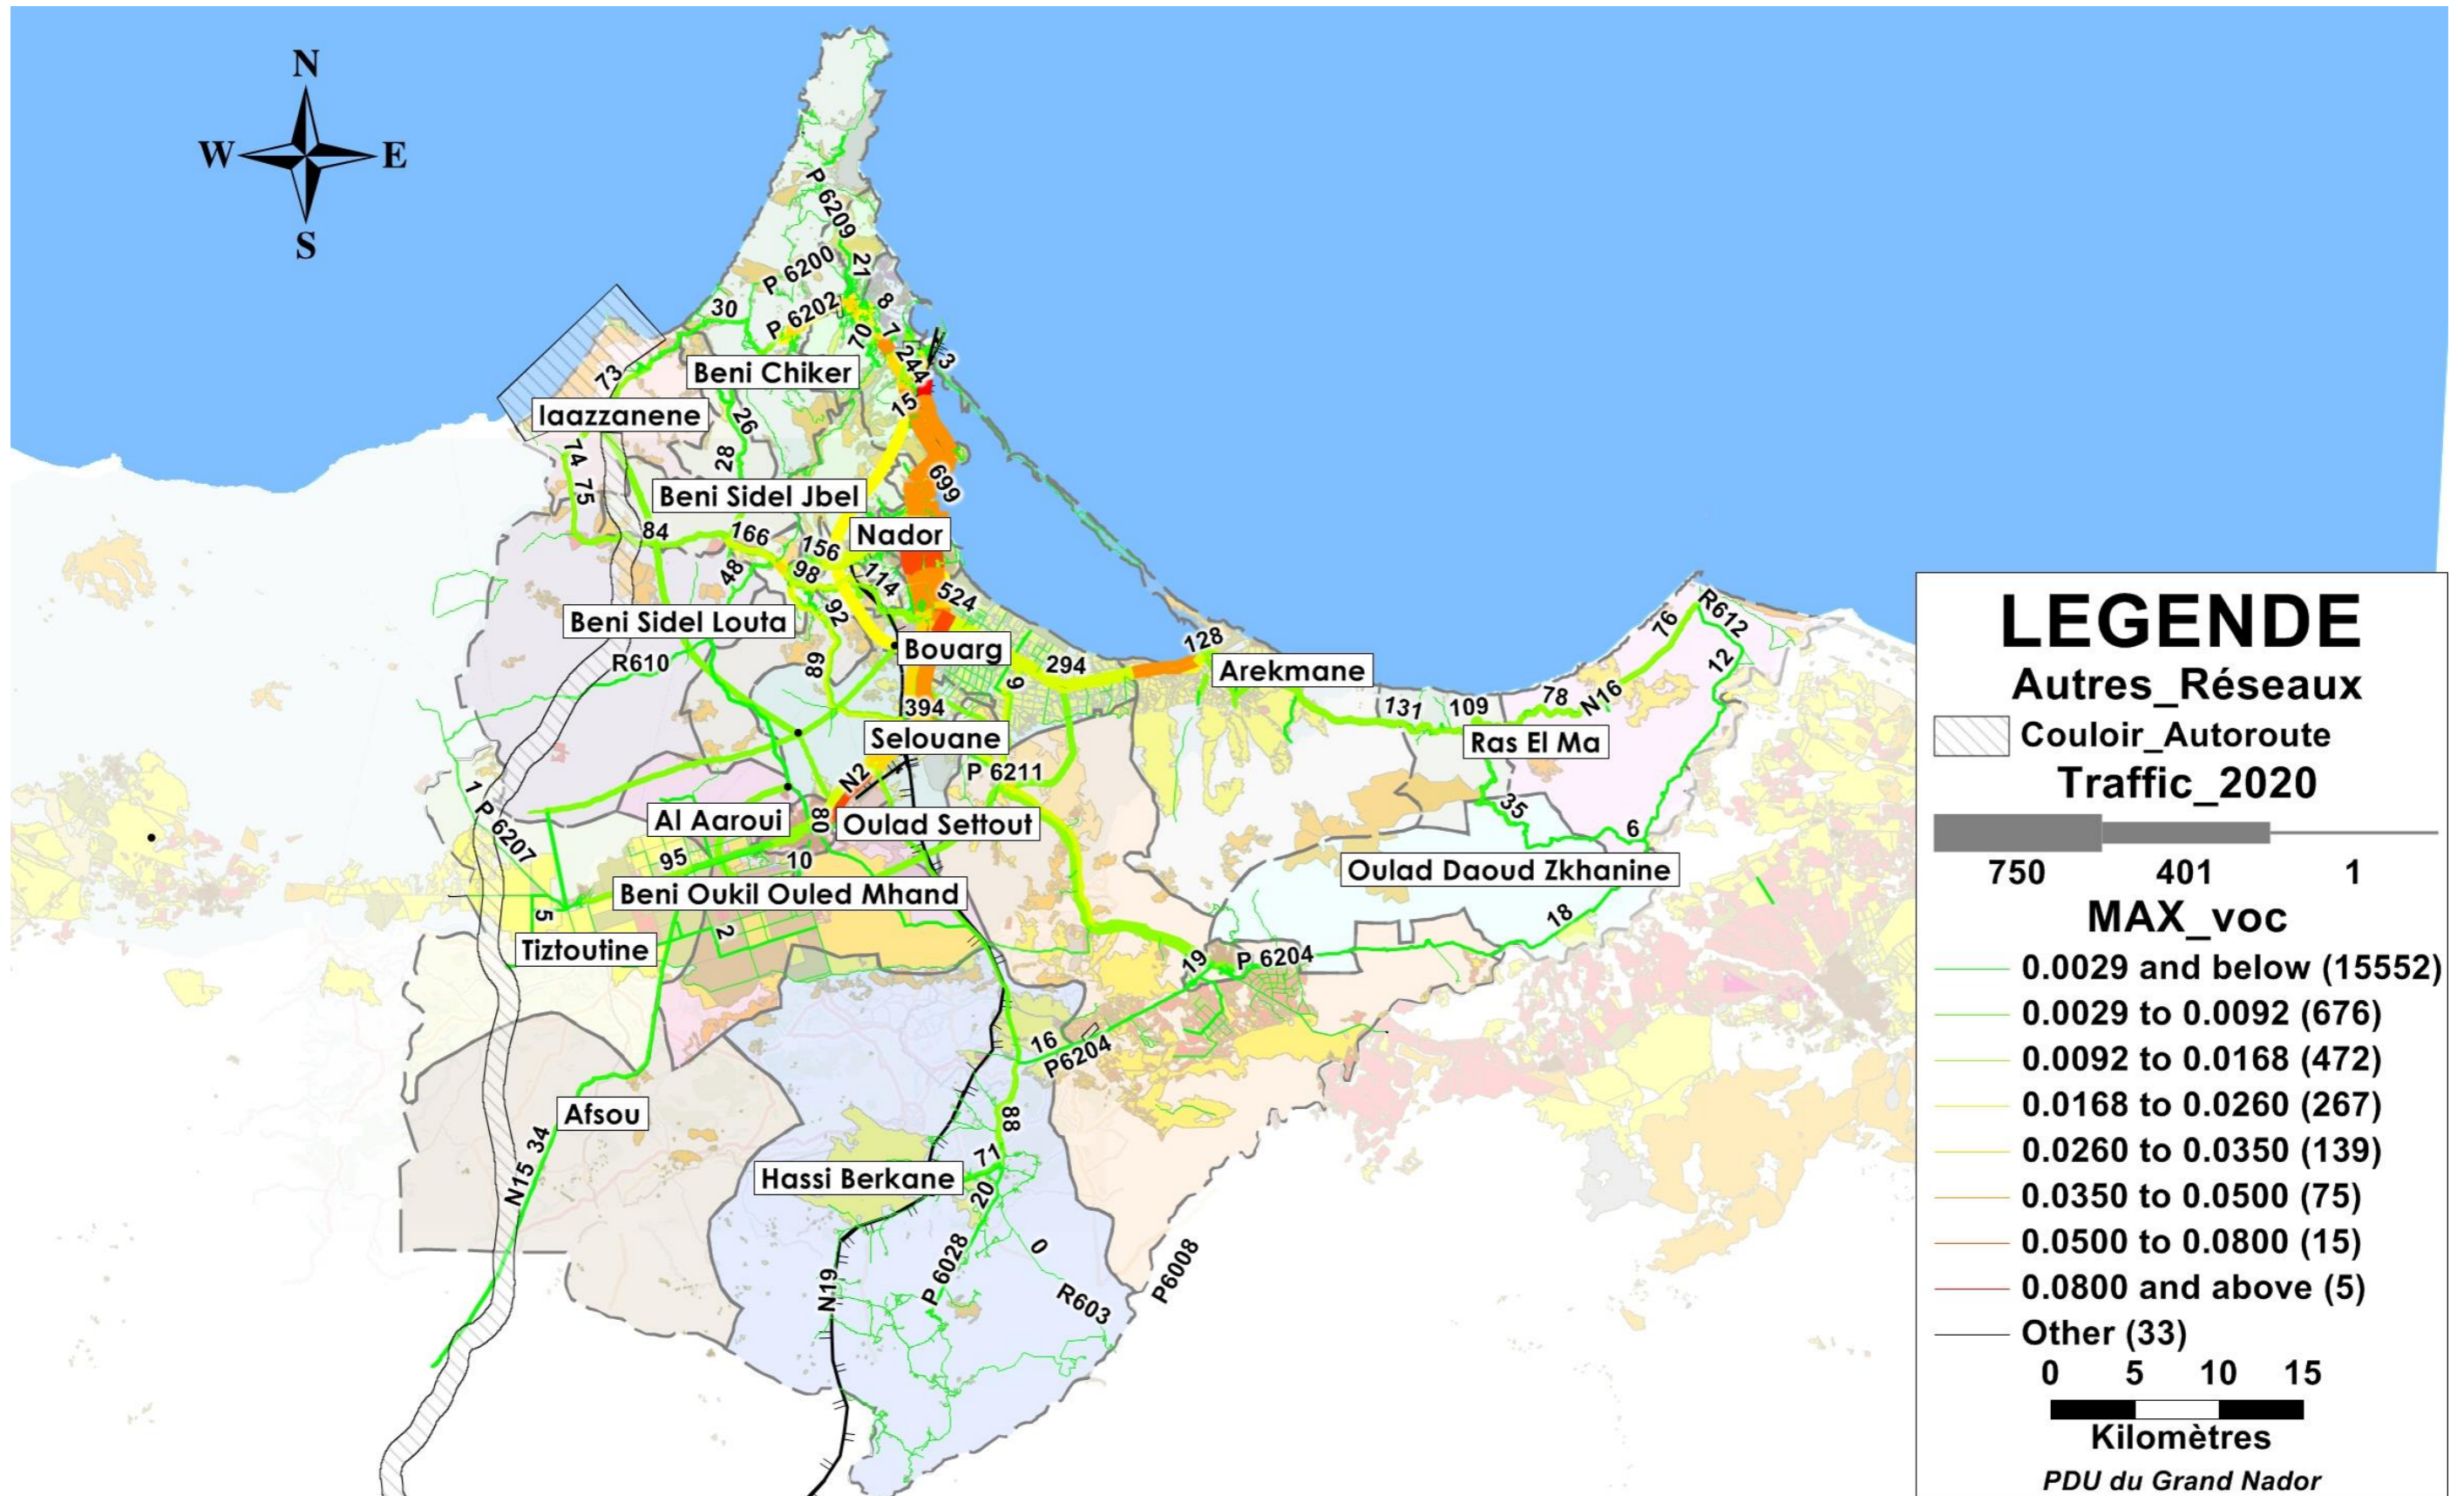 N
W E
S
P 6209
P 6200
21
8
30
P 6202
70
7
244
3
Beni Chiker
73
15
Iaazzanene
26
74
28
75
699
Beni Sidel Jbel
84
166
Nador
156
48
98
114
524
92
Beni Sidel Louta
128
R612
76
R610
89
Bouarg
294
12
Arekmane
9
394
131
109
78
N16
Selouane
Ras El Ma
N2
P 6211
1
P 6207
35
Al Aaroui
80
Oulad Settout
6
95
10
Oulad Daoud Zkhanine
Beni Oukil Ouled Mhand
5
2
18
Tiztoutine
19
P 6204
16
P6204
Afsou
88
34
N15
71
Hassi Berkane
20
0
P 6028
N19
R603
P6008
LEGENDE
Autres_Réseaux
Couloir_Autoroute
Traffic_2020
750 401 1
MAX_voc
0.0029 and below (15552)
0.0029 to 0.0092 (676)
0.0092 to 0.0168 (472)
0.0168 to 0.0260 (267)
0.0260 to 0.0350 (139)
0.0350 to 0.0500 (75)
0.0500 to 0.0800 (15)
0.0800 and above (5)
Other (33)
0 5 10 15
Kilomètres
PDU du Grand Nador